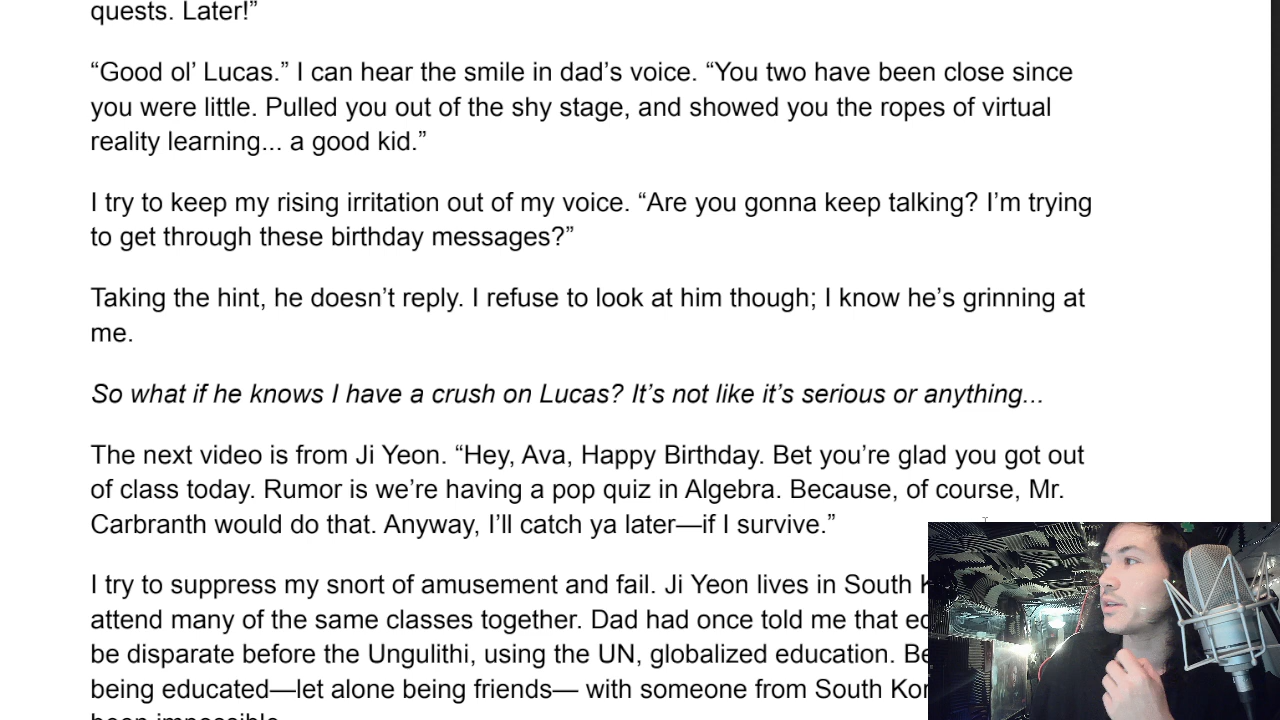 quests. Later!”
“Good ol’ Lucas.” I can hear the smile in dad’s voice. “You two have been close since
you were little. Pulled you out of the shy stage, and showed you the ropes of virtual
reality learning... a good kid.”
I try to keep my rising irritation out of my voice. “Are you gonna keep talking? I’m trying
to get through these birthday messages?”
Taking the hint, he doesn’t reply. I refuse to look at him though; I know he’s grinning at
me.
So what if he knows I have a crush on Lucas? It’s not like it’s serious or anything...
The next video is from Ji Yeon. “Hey, Ava, Happy Birthday. Bet you’re glad you got out
of class today. Rumor is we’re having a pop quiz in Algebra. Because, of course, Mr.
Carbranth would do that. Anyway, I’ll catch ya later—if I survive.”
I try to suppress my snort of amusement and fail. Ji Yeon lives in South
attend many of the same classes together. Dad had once told me that
be disparate before the Ungulithi, using the UN, globalized education.
being educated—let alone being friends— with someone from South
been impossible.